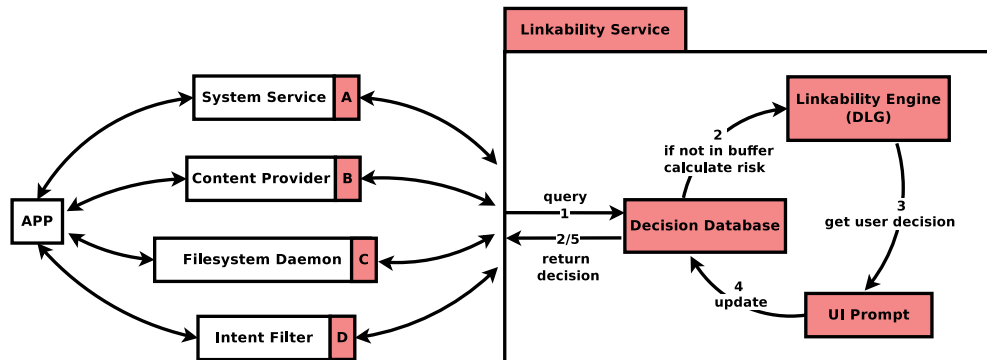 Linkability Service
System Service A
Content Provider B
APP
Filesystem Daemon C
Intent Filter D
query
1
2/5
return
decision
Decision Database
2
if not in buffer
calculate risk
Linkability Engine
(DLG)
3
get user decision
4
update
UI Prompt